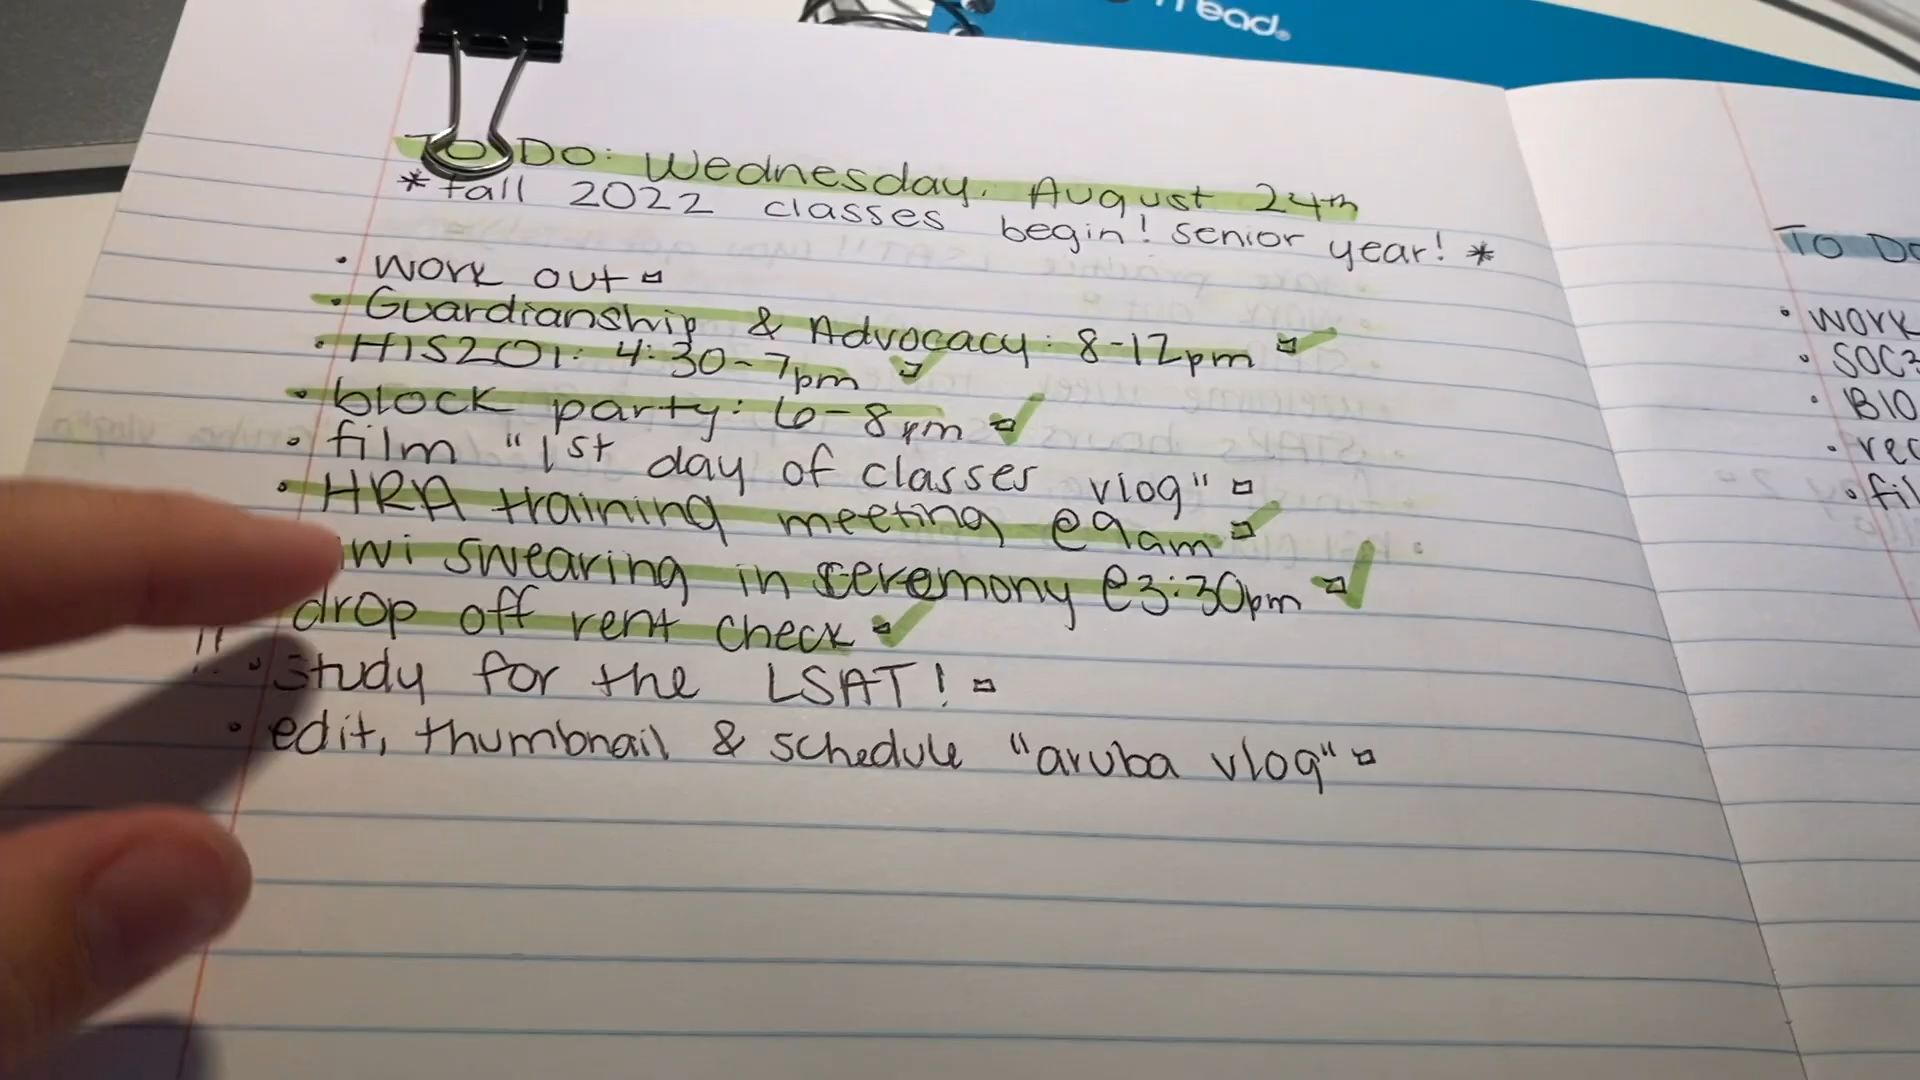 Mead®
To Do: Wednesday, August 24th
*fall 2022 classes begin! senior year!*
• work out
• Guardianship & Advocacy: 8-12pm ✓
• HIS201: 4:30-7pm ✓
• block party: 6-8pm ✓
• film "1st day of classes vlog"
• HRA training meeting @9am ✓
swearing in ceremony @3:30pm ✓
drop off rent check ✓
!! • study for the LSAT!
• edit, thumbnail & schedule "aruba vlog"
To Do
• work
• SOC3
• BIO
• rec
• fil